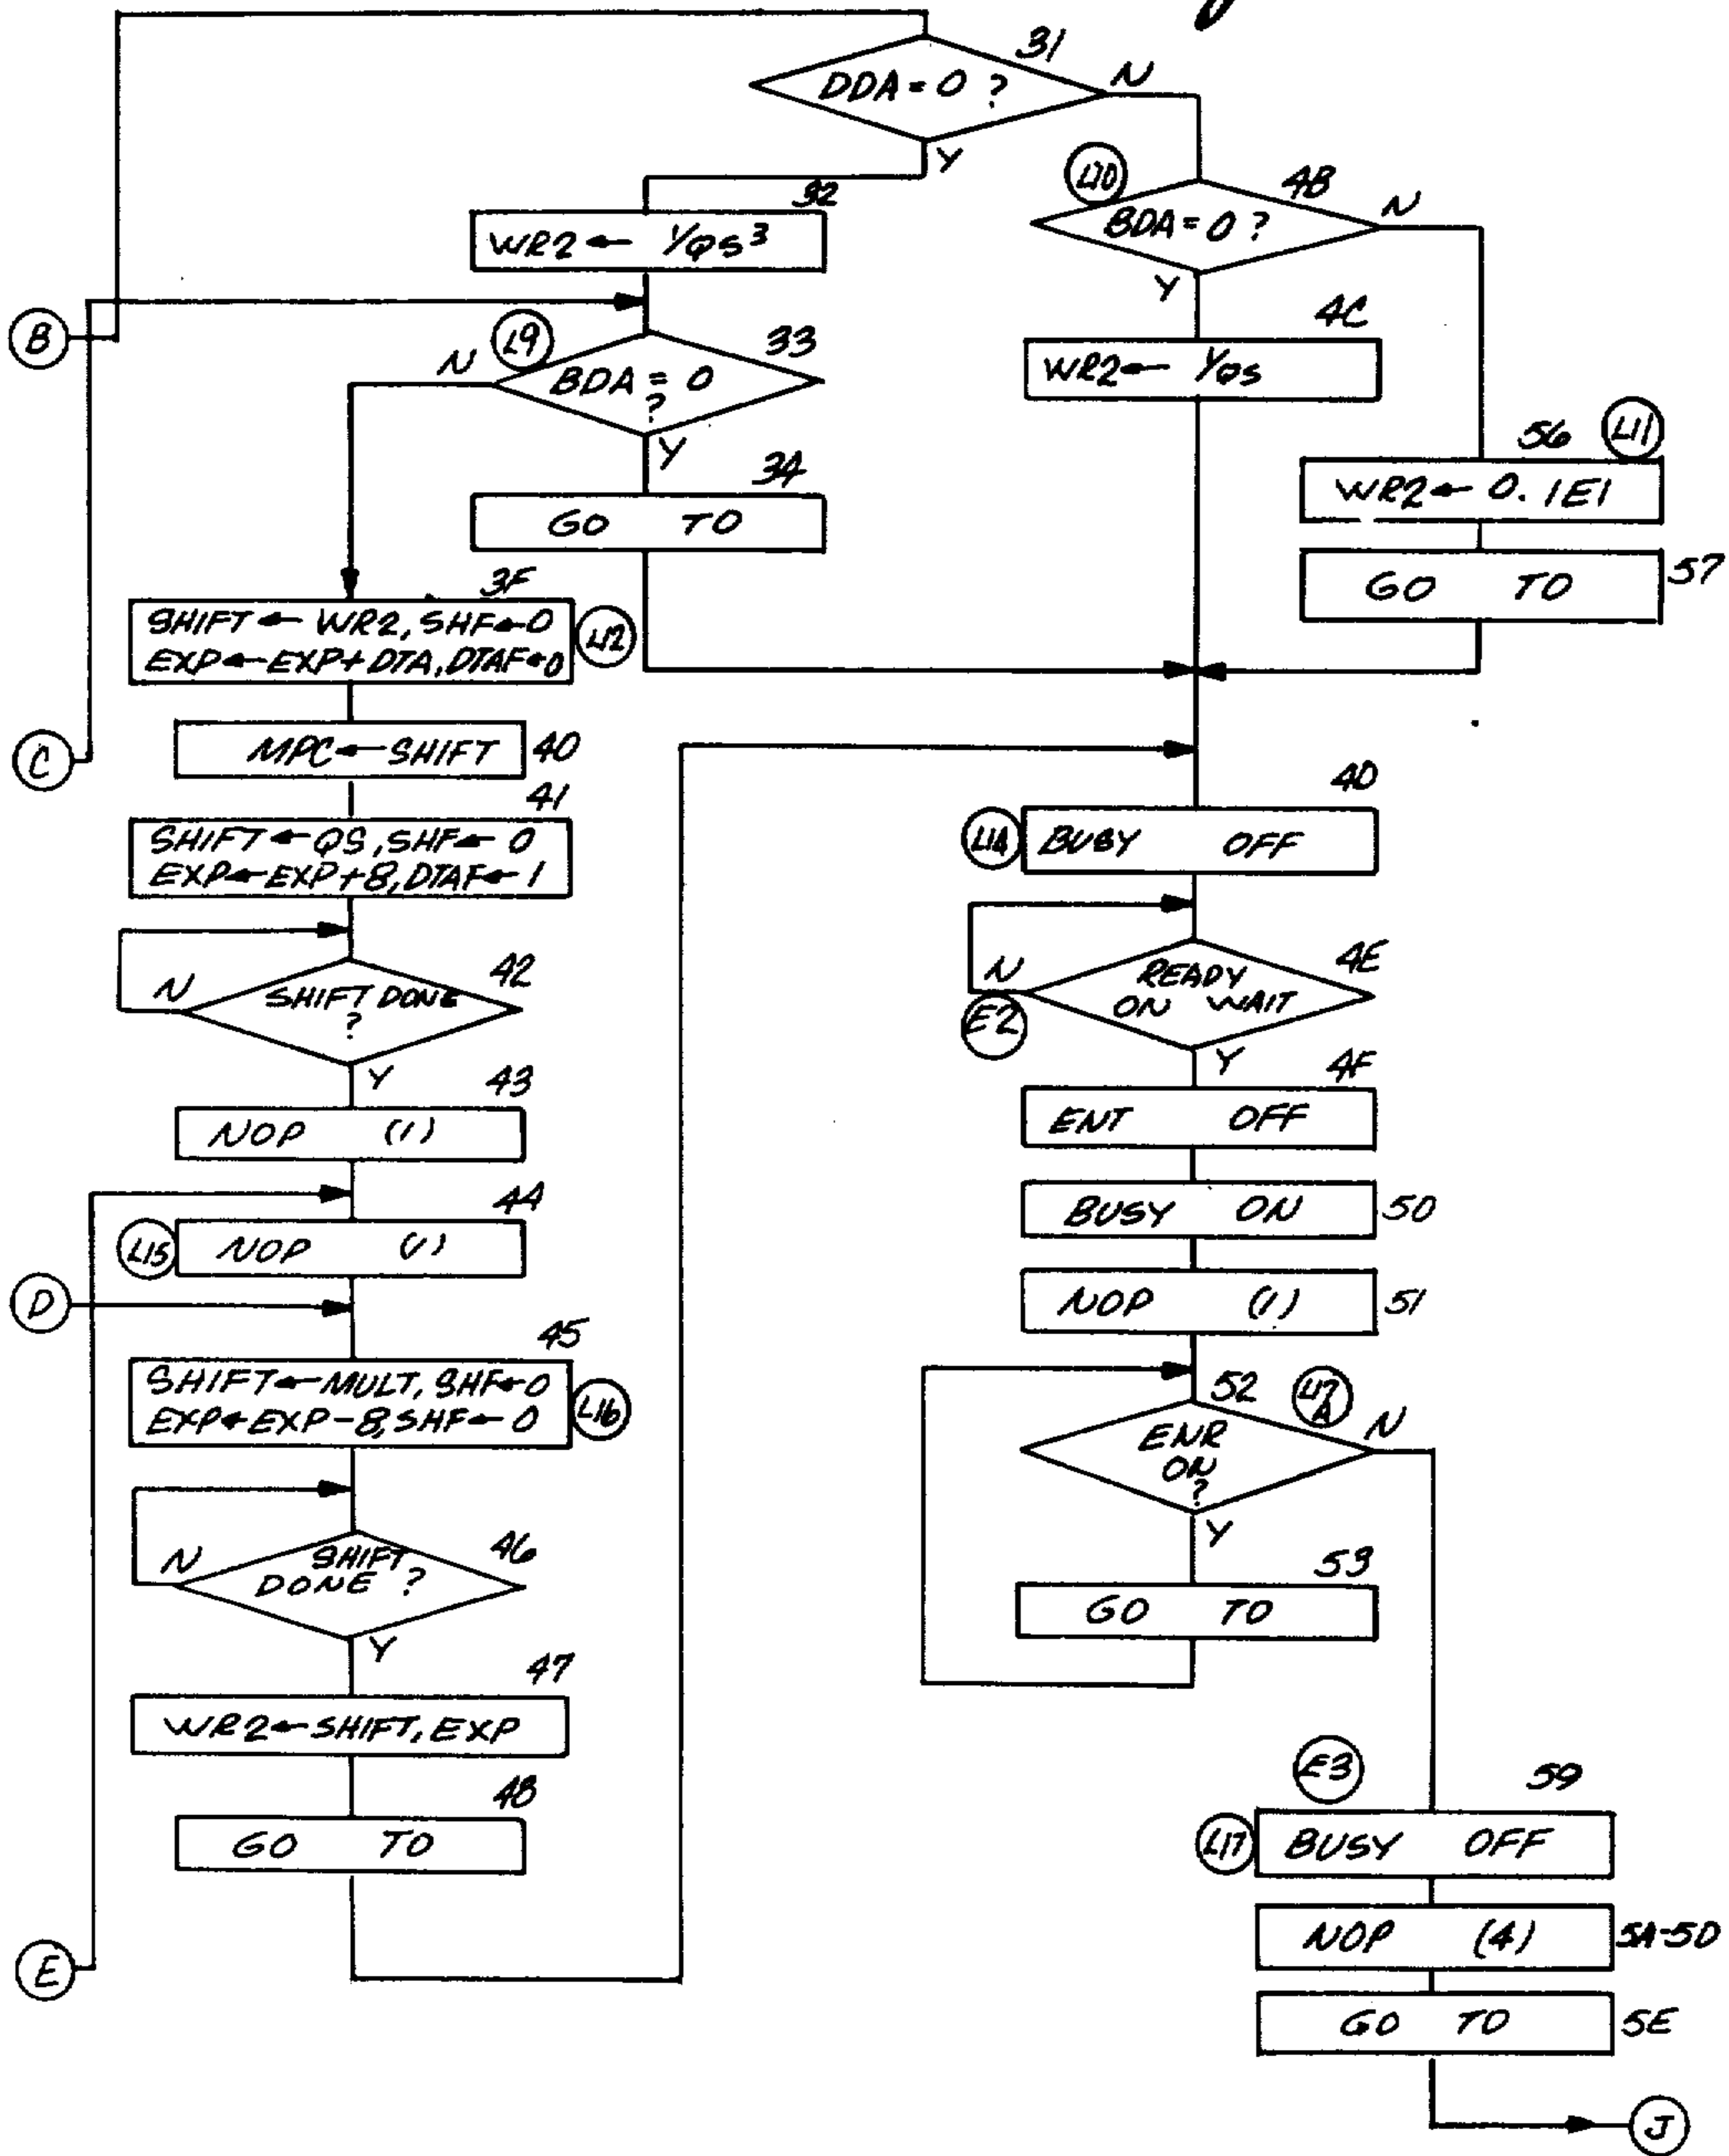 31
DDA = 0 ?
N
Y
32
WR2 ← 1/QS³
B
L9
33
BDA = 0
?
N
Y
34
GO TO
L10
4B
BDA = 0 ?
N
Y
4C
WR2 ← 1/QS
56
L11
WR2 ← 0.1E1
57
GO TO
3F
SHIFT ← WR2, SHF ← 0
EXP ← EXP + DTA, DTAF ← 0
L12
C
MPC ← SHIFT
40
41
SHIFT ← QS, SHF ← 0
EXP ← EXP + 8, DTAF ← 1
42
SHIFT DONE
?
N
Y
43
NOP (1)
44
L15
NOP (1)
D
45
SHIFT ← MULT, SHF ← 0
EXP ← EXP - 8, SHF ← 0
L16
46
SHIFT
DONE ?
N
Y
47
WR2 ← SHIFT, EXP
48
GO TO
E
4D
L14
BUSY OFF
4E
READY
ON WAIT
N
E2
Y
4F
ENT OFF
BUSY ON
50
NOP (1)
51
52
L17
A
ENR
ON
?
N
Y
53
GO TO
E3
59
L17
BUSY OFF
NOP (4)
5A-5D
GO TO
5E
J